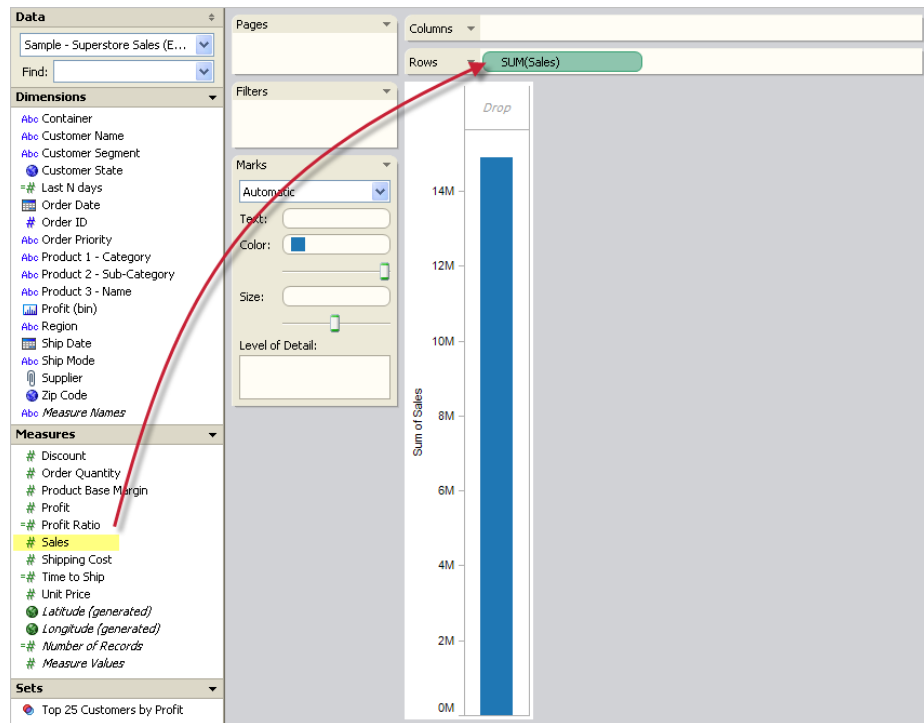 Data
Sample - Superstore Sales (E...
Find:
Dimensions
Abc Container
Abc Customer Name
Abc Customer Segment
Customer State
=# Last N days
Order Date
# Order ID
Abc Order Priority
Abc Product 1 - Category
Abc Product 2 - Sub-Category
Abc Product 3 - Name
Profit (bin)
Abc Region
Ship Date
Abc Ship Mode
Supplier
Zip Code
Abc Measure Names
Measures
# Discount
# Order Quantity
# Product Base Margin
# Profit
=# Profit Ratio
# Sales
# Shipping Cost
=# Time to Ship
# Unit Price
Latitude (generated)
Longitude (generated)
=# Number of Records
# Measure Values
Sets
Top 25 Customers by Profit
Pages
Filters
Marks
Automatic
Text:
Color:
Size:
Level of Detail:
Columns
Rows SUM(Sales)
Drop
14M
12M
10M
8M
6M
4M
2M
0M
Sum of Sales